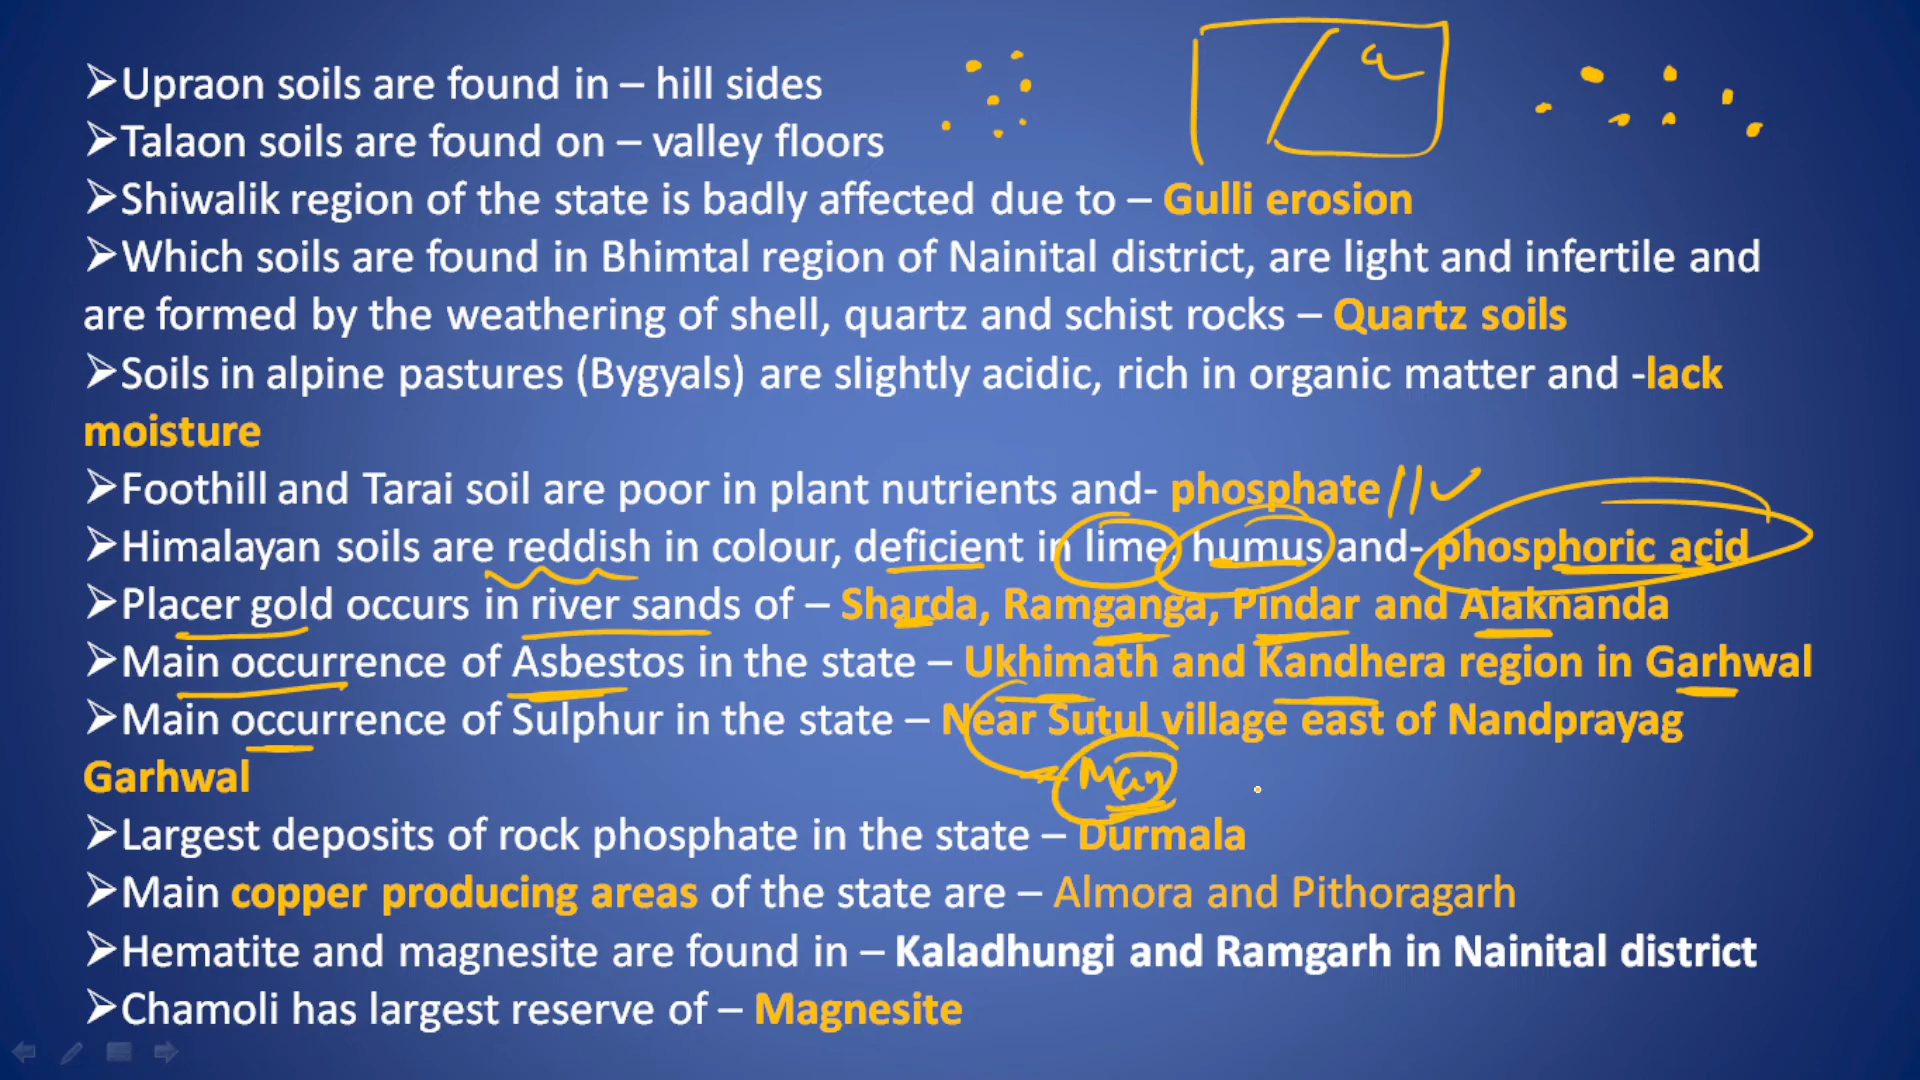 ➢Upraon soils are found in – hill sides
➢Talaon soils are found on – valley floors
➢Shiwalik region of the state is badly affected due to – Gulli erosion
➢Which soils are found in Bhimtal region of Nainital district, are light and infertile and
are formed by the weathering of shell, quartz and schist rocks – Quartz soils
➢Soils in alpine pastures (Bygyals) are slightly acidic, rich in organic matter and -lack
moisture
➢Foothill and Tarai soil are poor in plant nutrients and- phosphate
➢Himalayan soils are reddish in colour, deficient in lime, humus and- phosphoric acid
➢Placer gold occurs in river sands of – Sharda, Ramganga, Pindar and Alaknanda
➢Main occurrence of Asbestos in the state – Ukhimath and Kandhera region in Garhwal
➢Main occurrence of Sulphur in the state – Near Sutul village east of Nandprayag
Garhwal
➢Largest deposits of rock phosphate in the state – Durmala
➢Main copper producing areas of the state are – Almora and Pithoragarh
➢Hematite and magnesite are found in – Kaladhungi and Ramgarh in Nainital district
➢Chamoli has largest reserve of – Magnesite